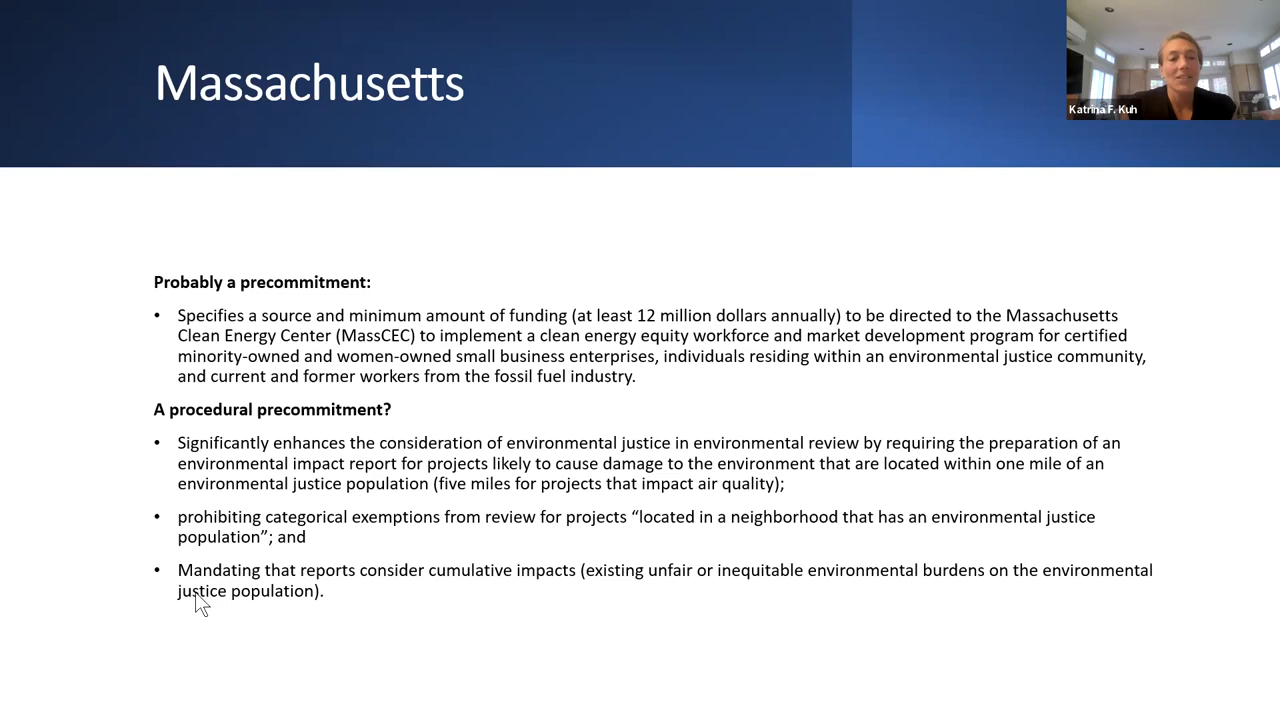 Massachusetts
Katrina F. Kuh
Probably a precommitment:
• Specifies a source and minimum amount of funding (at least 12 million dollars annually) to be directed to the Massachusetts
Clean Energy Center (MassCEC) to implement a clean energy equity workforce and market development program for certified
minority-owned and women-owned small business enterprises, individuals residing within an environmental justice community,
and current and former workers from the fossil fuel industry.
A procedural precommitment?
• Significantly enhances the consideration of environmental justice in environmental review by requiring the preparation of an
environmental impact report for projects likely to cause damage to the environment that are located within one mile of an
environmental justice population (five miles for projects that impact air quality);
• prohibiting categorical exemptions from review for projects “located in a neighborhood that has an environmental justice
population”; and
• Mandating that reports consider cumulative impacts (existing unfair or inequitable environmental burdens on the environmental
justice population).